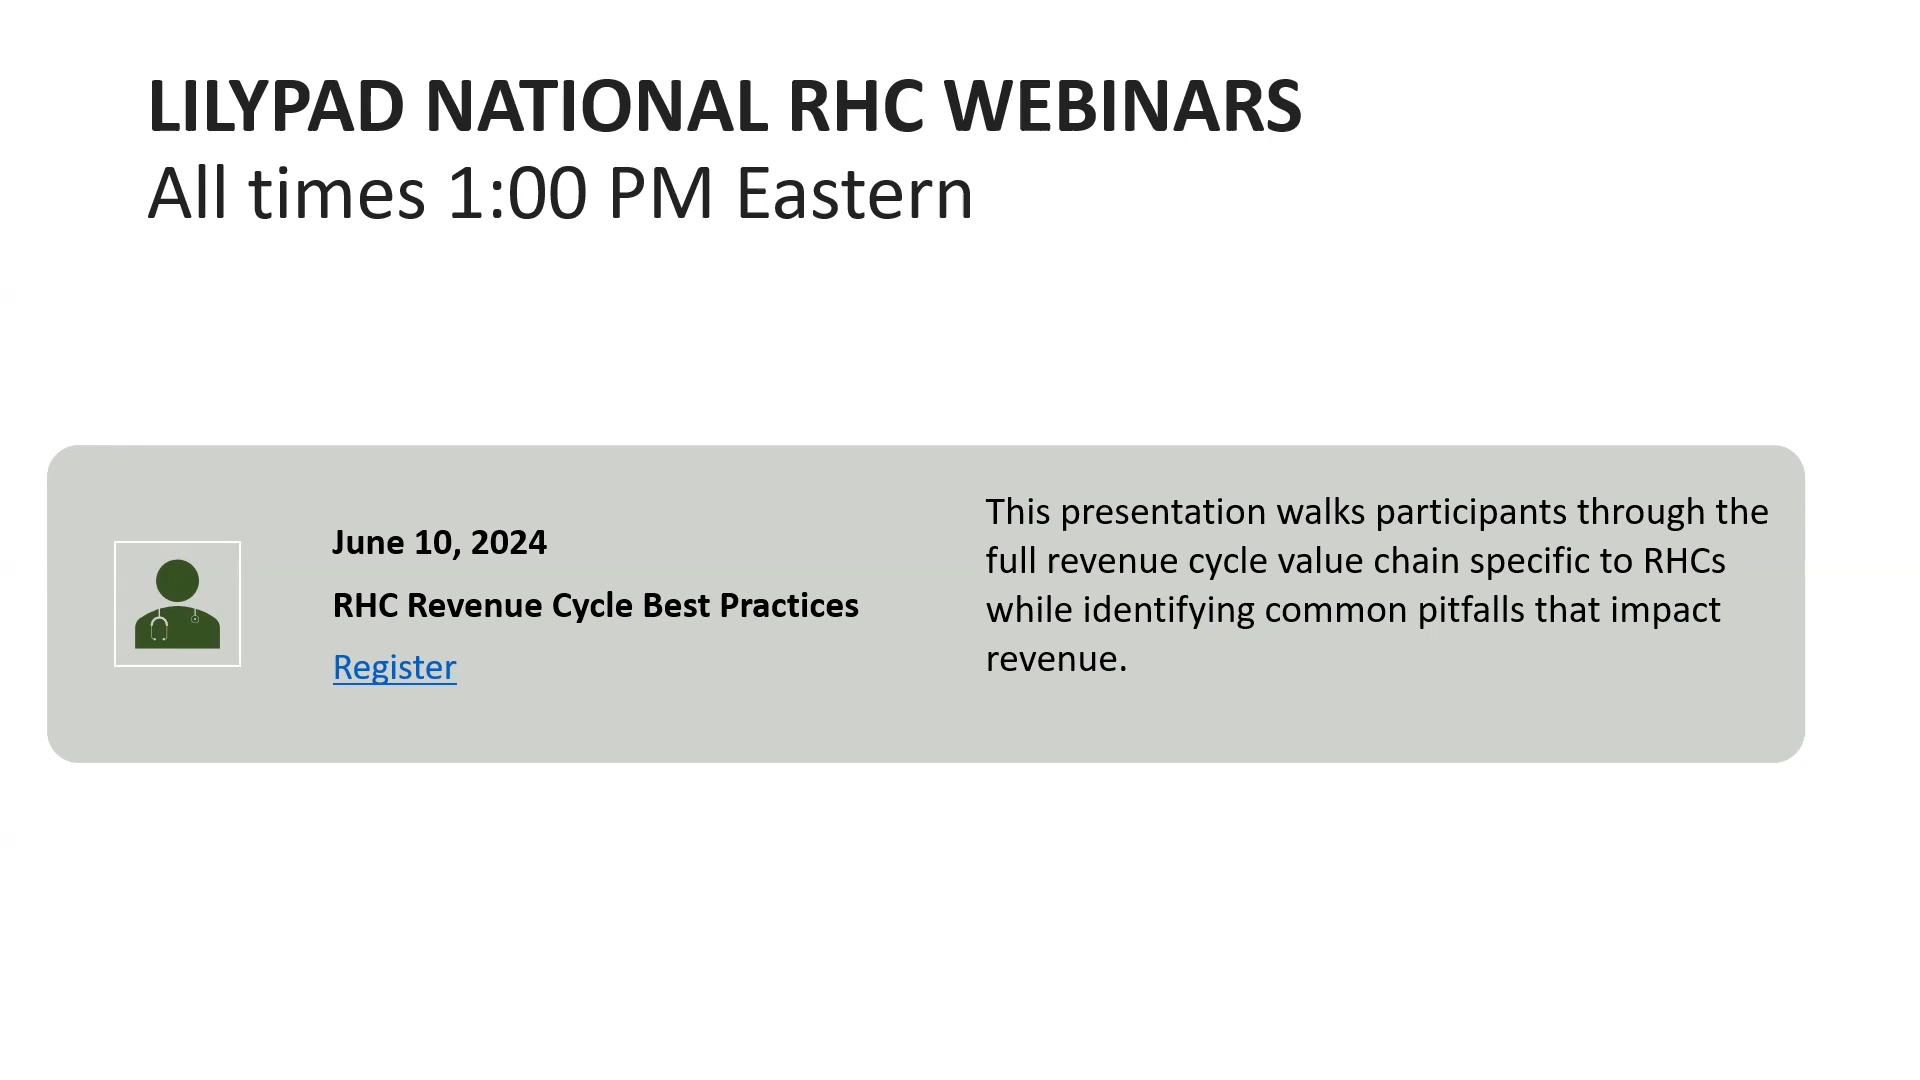 LILYPAD NATIONAL RHC WEBINARS
All times 1:00 PM Eastern
June 10, 2024
RHC Revenue Cycle Best Practices
Register
This presentation walks participants through the
full revenue cycle value chain specific to RHCs
while identifying common pitfalls that impact
revenue.